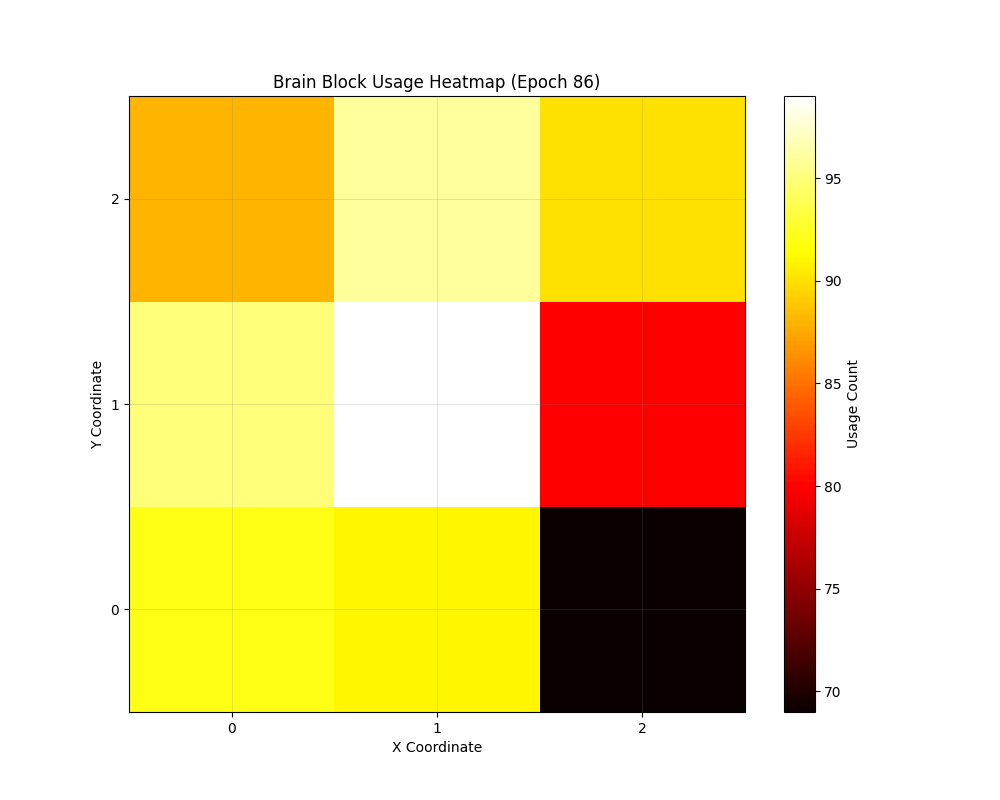 Brain Block Usage Heatmap (Epoch 86)
2
1
0
Y Coordinate
0 1 2
X Coordinate
95
90
85
80
75
70
Usage Count